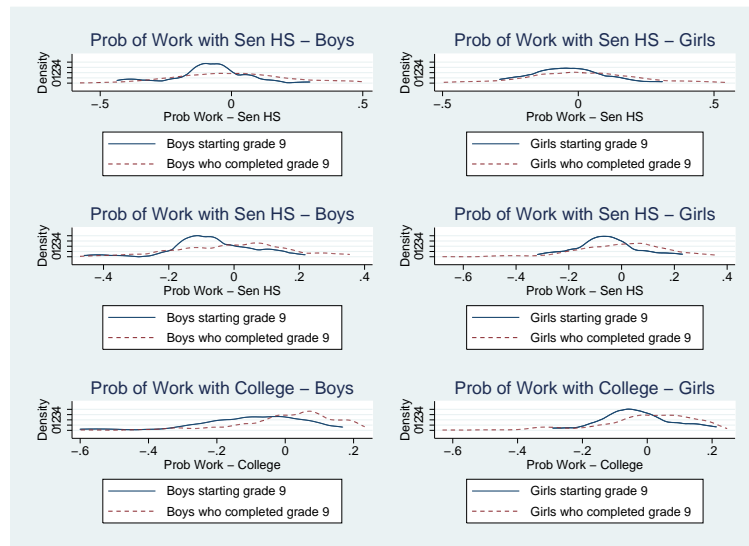 Prob of Work with Sen HS – Boys
Density
01234
–.5 0 .5
Prob Work – Sen HS
Boys starting grade 9
Boys who completed grade 9
Prob of Work with Sen HS – Girls
Density
01234
–.5 0 .5
Prob Work – Sen HS
Girls starting grade 9
Girls who completed grade 9
Prob of Work with Sen HS – Boys
Density
01234
–.4 –.2 0 .2 .4
Prob Work – Sen HS
Boys starting grade 9
Boys who completed grade 9
Prob of Work with Sen HS – Girls
Density
01234
–.6 –.4 –.2 0 .2 .4
Prob Work – Sen HS
Girls starting grade 9
Girls who completed grade 9
Prob of Work with College – Boys
Density
01234
–.6 –.4 –.2 0 .2
Prob Work – College
Boys starting grade 9
Boys who completed grade 9
Prob of Work with College – Girls
Density
01234
–.6 –.4 –.2 0 .2
Prob Work – College
Girls starting grade 9
Girls who completed grade 9